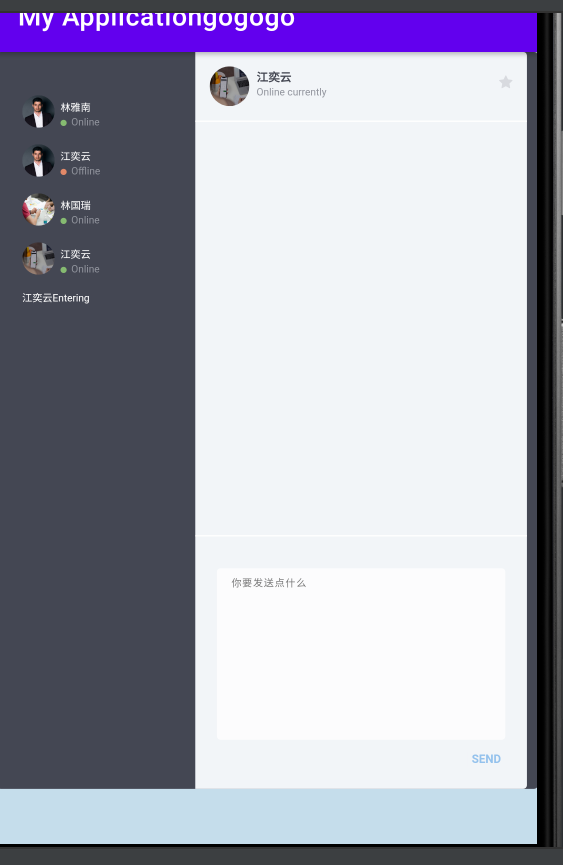 My Applicationgogogo
林雅南
Online
江奕云
Offline
林国瑞
Online
江奕云
Online
江奕云Entering
江奕云
Online currently
你要发送点什么
SEND